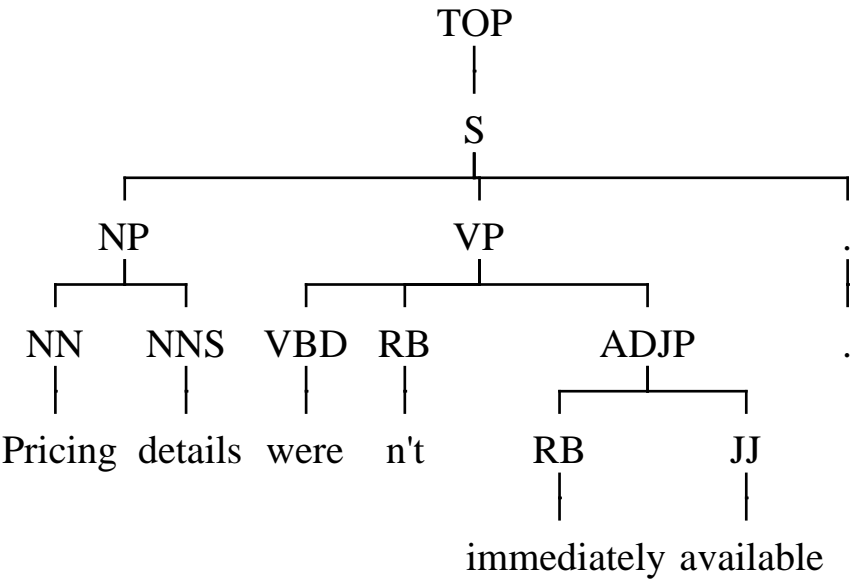 TOP
S
NP VP .
NN NNS VBD RB ADJP .
Pricing details were n't RB JJ
immediately available